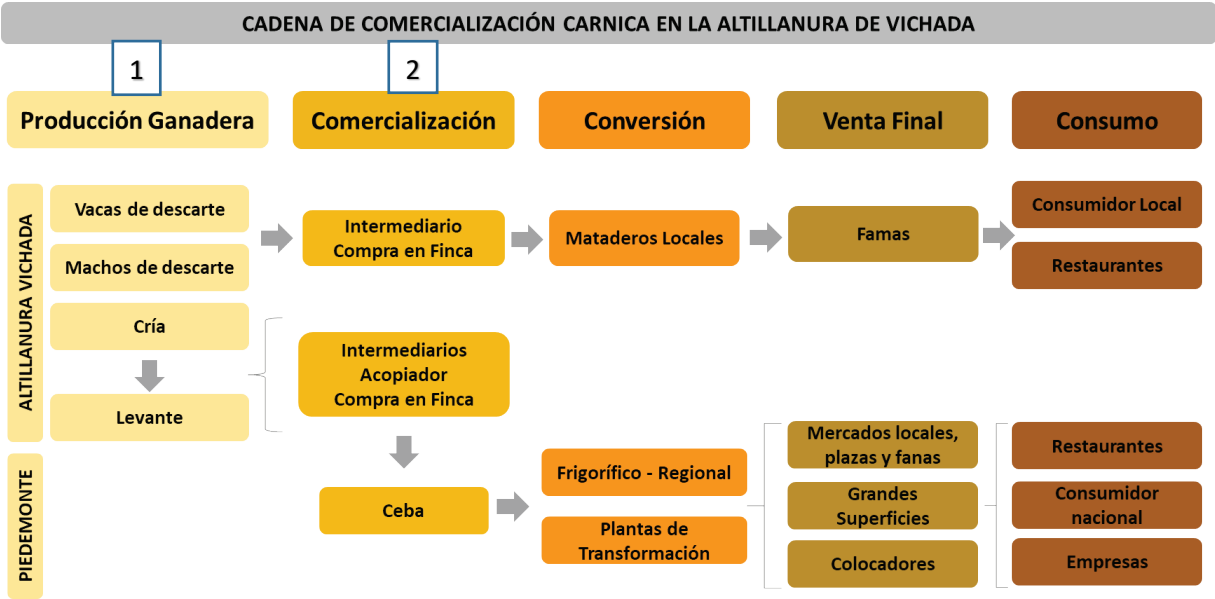 CADENA DE COMERCIALIZACIÓN CARNICA EN LA ALTILLANURA DE VICHADA
1
2
Producción Ganadera
Comercialización
Conversión
Venta Final
Consumo
ALTILLANURA VICHADA
Vacas de descarte
Machos de descarte
Cría
Levante
Intermediario
Compra en Finca
Mataderos Locales
Famas
Consumidor Local
Restaurantes
Intermediarios
Acopiador
Compra en Finca
PIEDEMONTE
Ceba
Frigorífico - Regional
Plantas de
Transformación
Mercados locales,
plazas y fanas
Grandes
Superficies
Colocadores
Restaurantes
Consumidor
nacional
Empresas